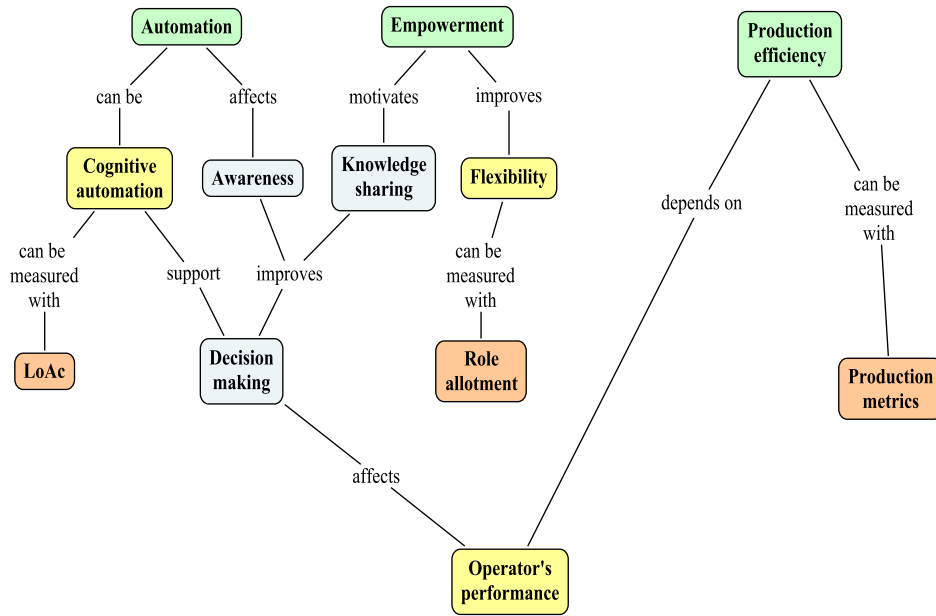 Automation
Empowerment
Production
efficiency
can be
affects
motivates
improves
Cognitive
automation
Awareness
Knowledge
sharing
Flexibility
can be
measured
with
depends on
can be
measured
with
support
improves
can be
measured
with
LoAc
Decision
making
Role
allotment
Production
metrics
affects
Operator's
performance